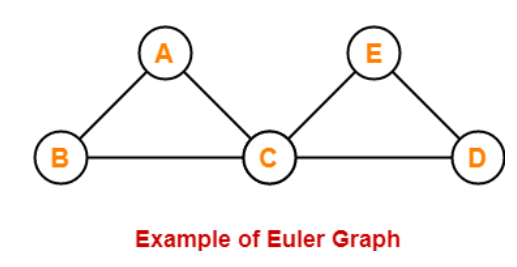 A E
B C D
Example of Euler Graph